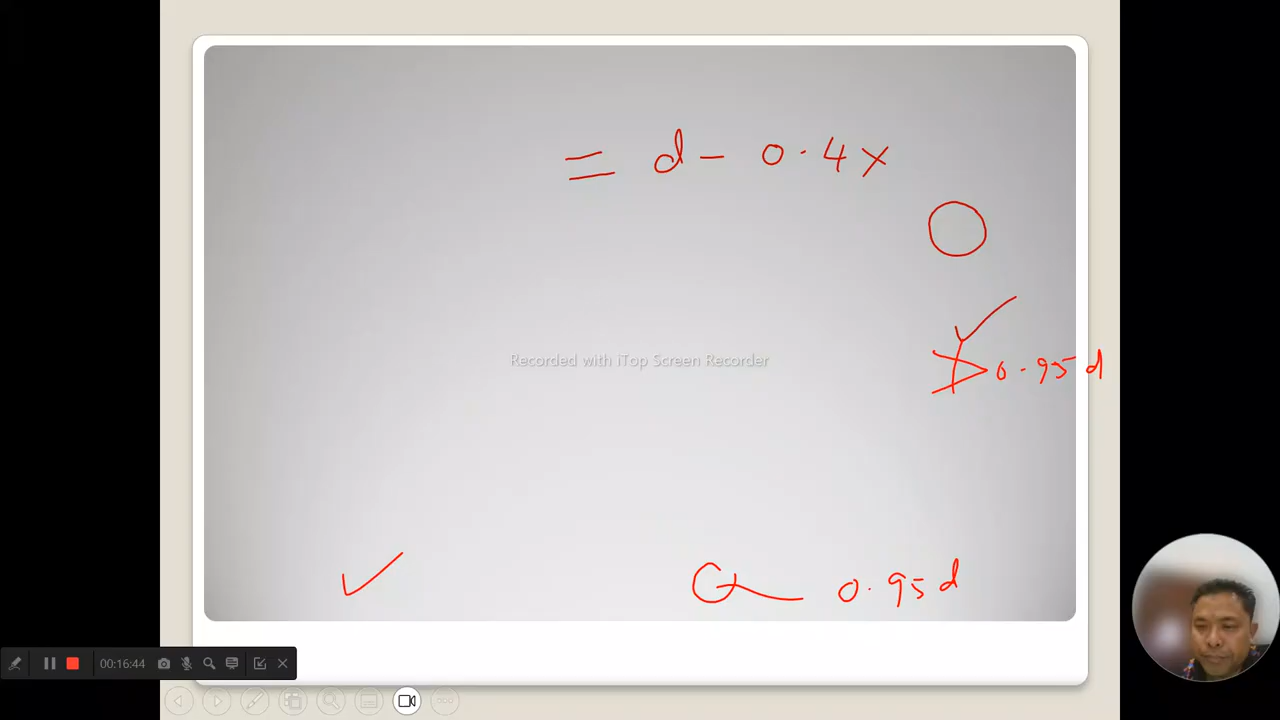 = d - 0.4x
Recorded with iTop Screen Recorder
0.95d
0.95d
00:16:44